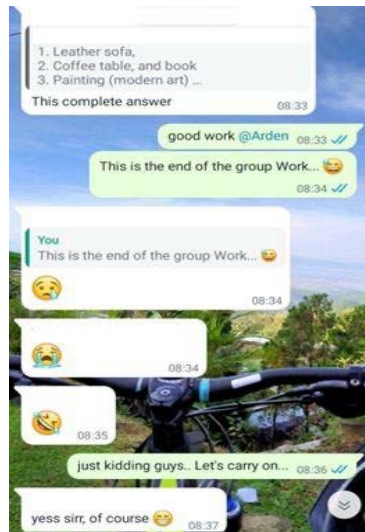 1. Leather sofa,
2. Coffee table, and book
3. Painting (modern art) ...
This complete answer
08:33
good work @Arden 08:33
This is the end of the group Work... 😅
08:34
You
This is the end of the group Work... 😅
😢
08:34
😭
08:34
🤣
08:35
just kidding guys.. Let's carry on... 08:36
yess sirr, of course 😁 08:37